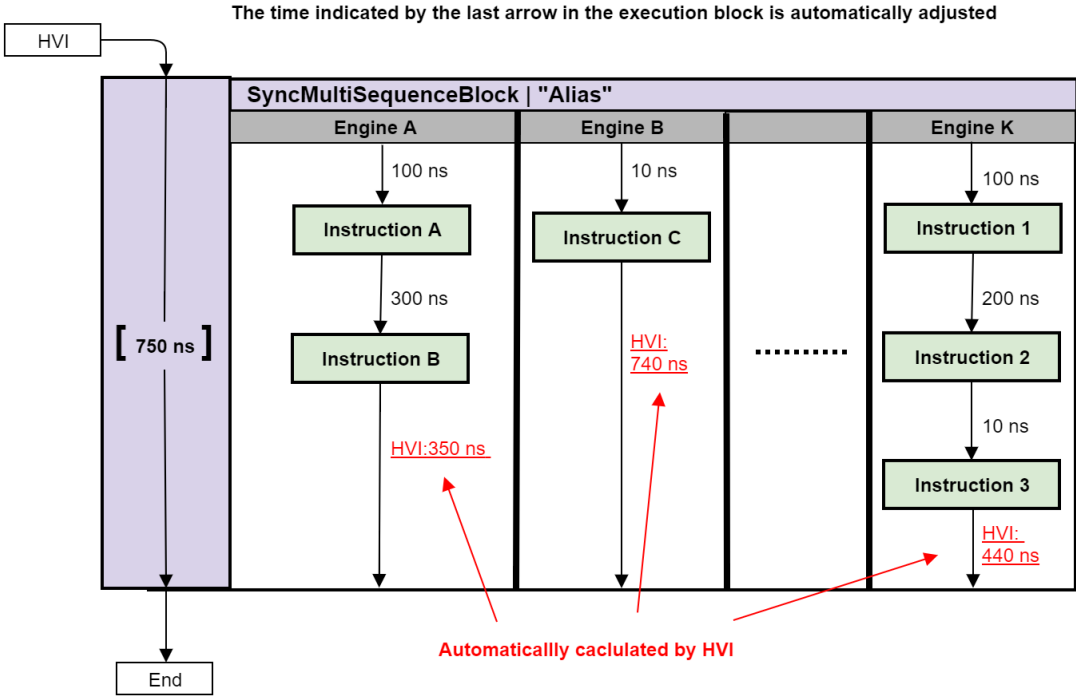 The time indicated by the last arrow in the execution block is automatically adjusted
HVI
SyncMultiSequenceBlock | "Alias"
Engine A
Engine B
Engine K
100 ns
10 ns
100 ns
Instruction A
Instruction C
Instruction 1
300 ns
200 ns
[ 750 ns ]
Instruction B
HVI:
740 ns
Instruction 2
10 ns
HVI:350 ns
Instruction 3
HVI:
440 ns
Automaticallly caclulated by HVI
End